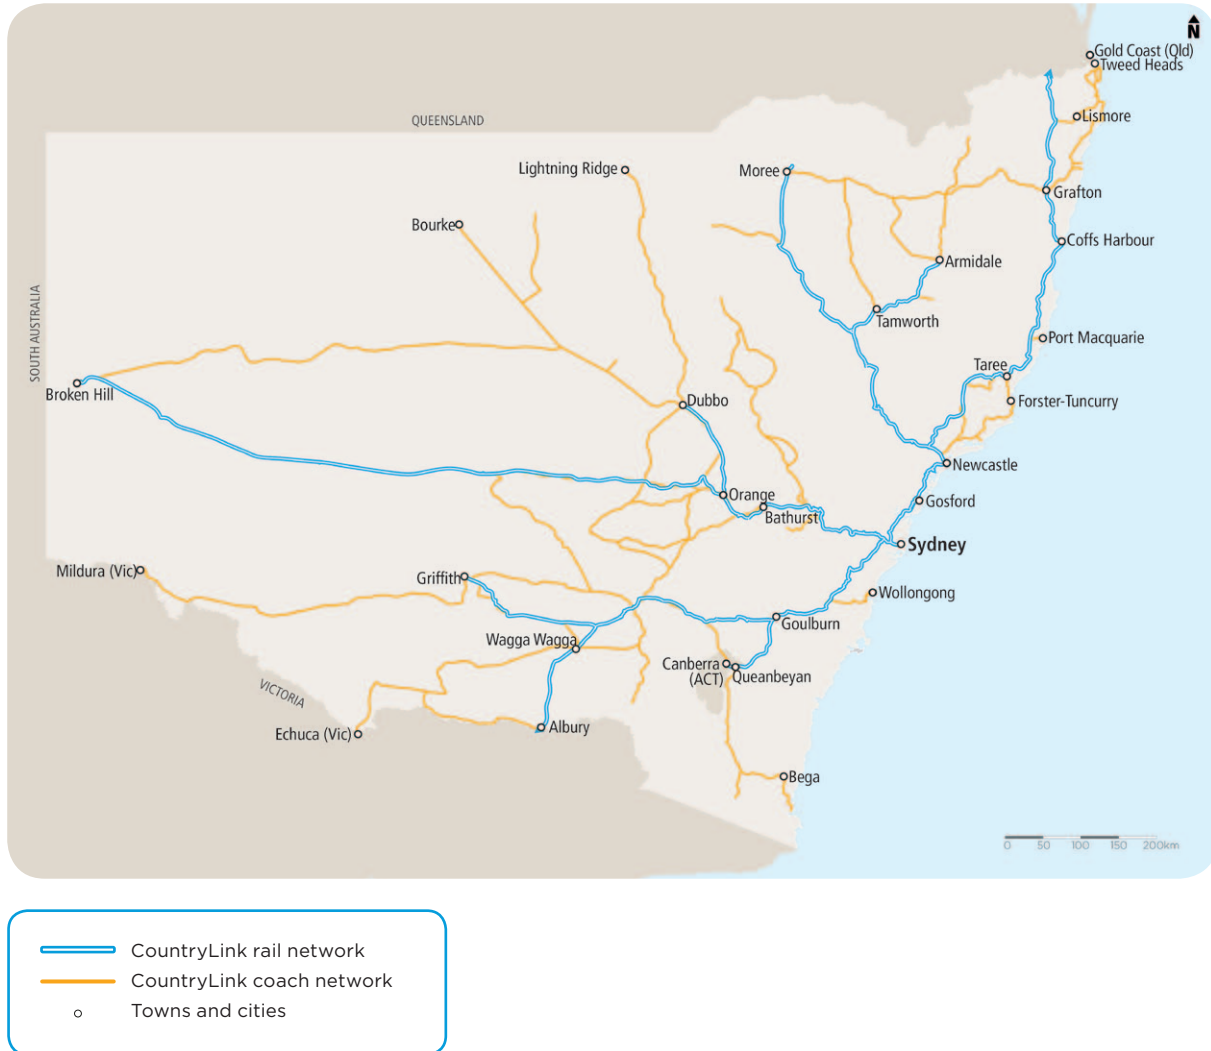 N
Gold Coast (Qld)
Tweed Heads
QUEENSLAND
Lismore
Lightning Ridge
Moree
Grafton
Bourke
Coffs Harbour
Armidale
SOUTH AUSTRALIA
Tamworth
Port Macquarie
Taree
Broken Hill
Dubbo
Forster-Tuncurry
Newcastle
Orange
Gosford
Bathurst
Sydney
Mildura (Vic)
Griffith
Wollongong
Goulburn
Wagga Wagga
Canberra
(ACT)
Queanbeyan
VICTORIA
Echuca (Vic)
Albury
Bega
0 50 100 150 200km
CountryLink rail network
CountryLink coach network
Towns and cities